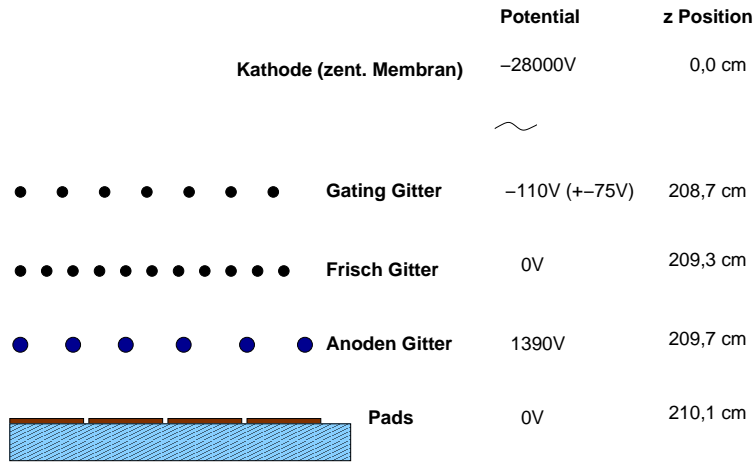 Potential z Position
Kathode (zent. Membran) −28000V 0,0 cm
Gating Gitter −110V (+−75V) 208,7 cm
Frisch Gitter 0V 209,3 cm
Anoden Gitter 1390V 209,7 cm
Pads 0V 210,1 cm